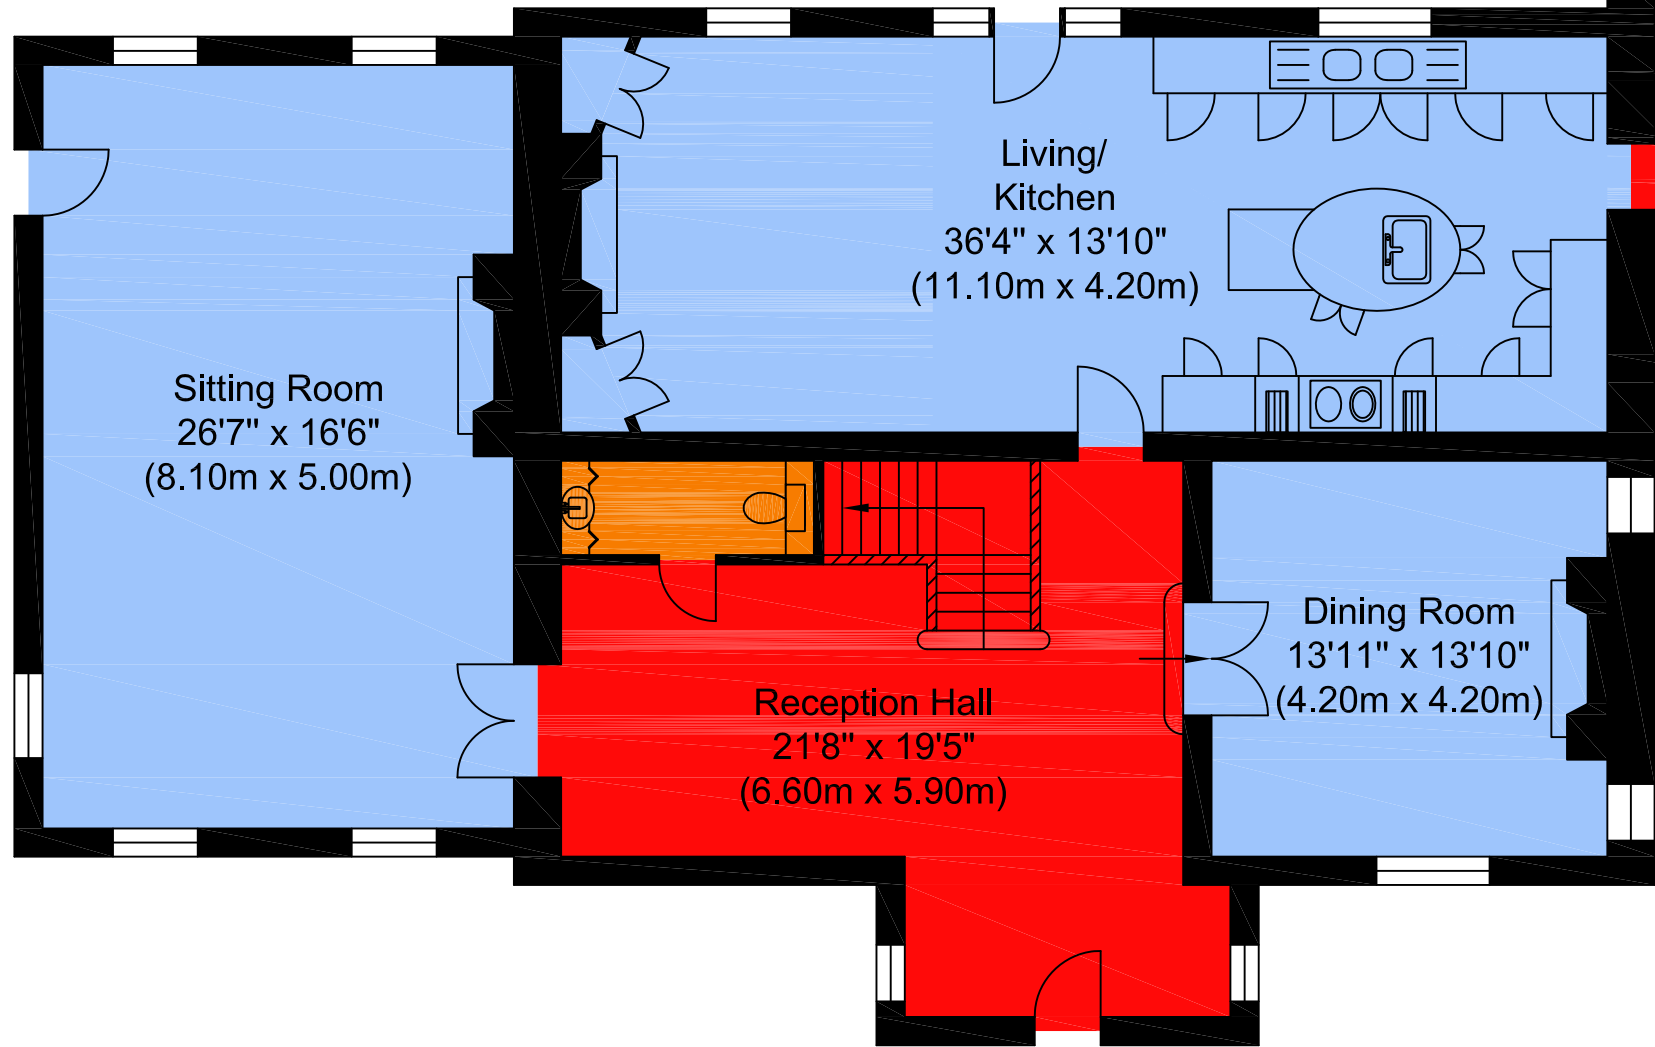 Living/
Kitchen
36'4" x 13'10"
(11.10m x 4.20m)
Sitting Room
26'7" x 16'6"
(8.10m x 5.00m)
Dining Room
13'11" x 13'10"
(4.20m x 4.20m)
Reception Hall
21'8" x 19'5"
(6.60m x 5.90m)